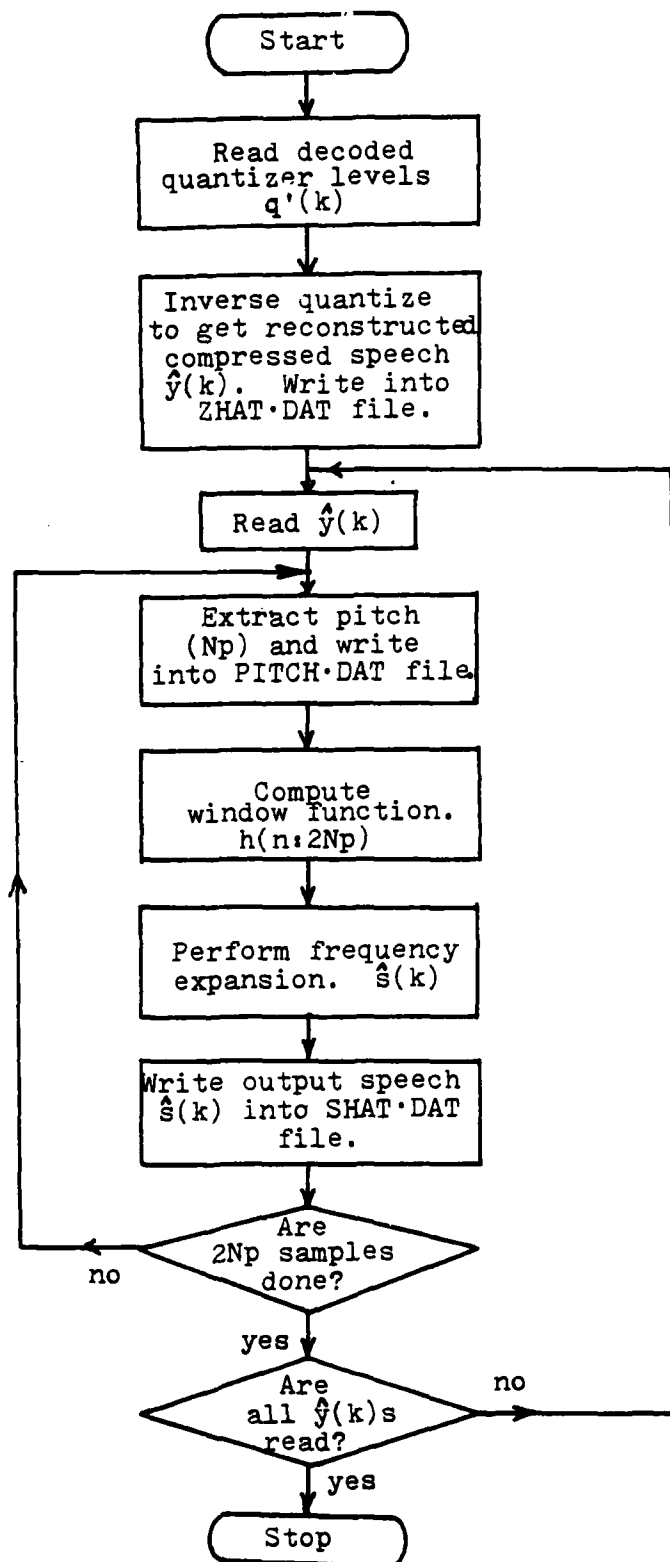 Start
Read decoded
quantizer levels
q'(k)
Inverse quantize
to get reconstructed
compressed speech
ŷ(k). Write into
ZHAT·DAT file.
Read ŷ(k)
Extract pitch
(Np) and write
into PITCH·DAT file.
Compute
window function.
h(n:2Np)
Perform frequency
expansion. ŝ(k)
Write output speech
ŝ(k) into SHAT·DAT
file.
Are
2Np samples
done?
no
yes
Are
all ŷ(k)s
read?
no
yes
Stop